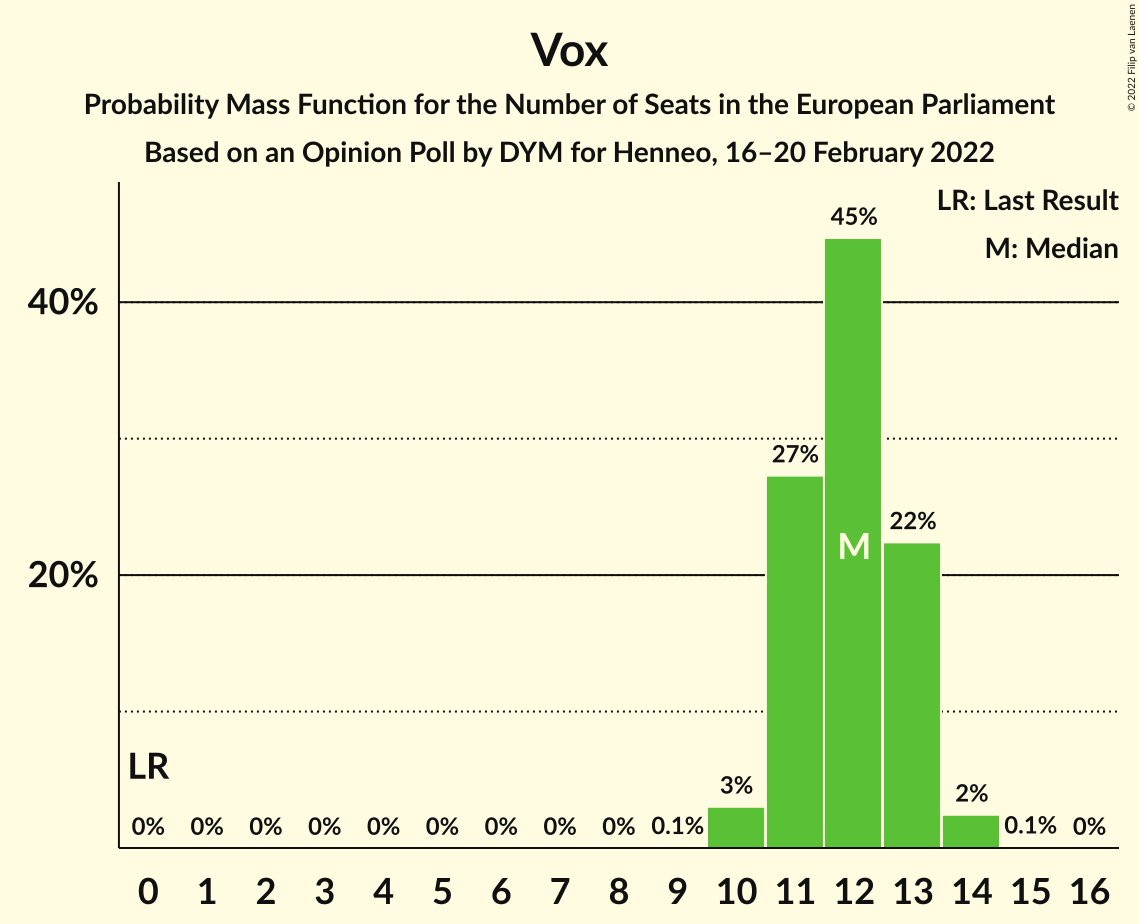 Vox
Probability Mass Function for the Number of Seats in the European Parliament
Based on an Opinion Poll by DYM for Henneo, 16–20 February 2022
© 2022 Filip van Laenen
LR: Last Result
M: Median
45%
40%
27%
22%
M
20%
LR
3%
2%
0% 0% 0% 0% 0% 0% 0% 0% 0% 0.1% 0.1% 0%
0 1 2 3 4 5 6 7 8 9 10 11 12 13 14 15 16